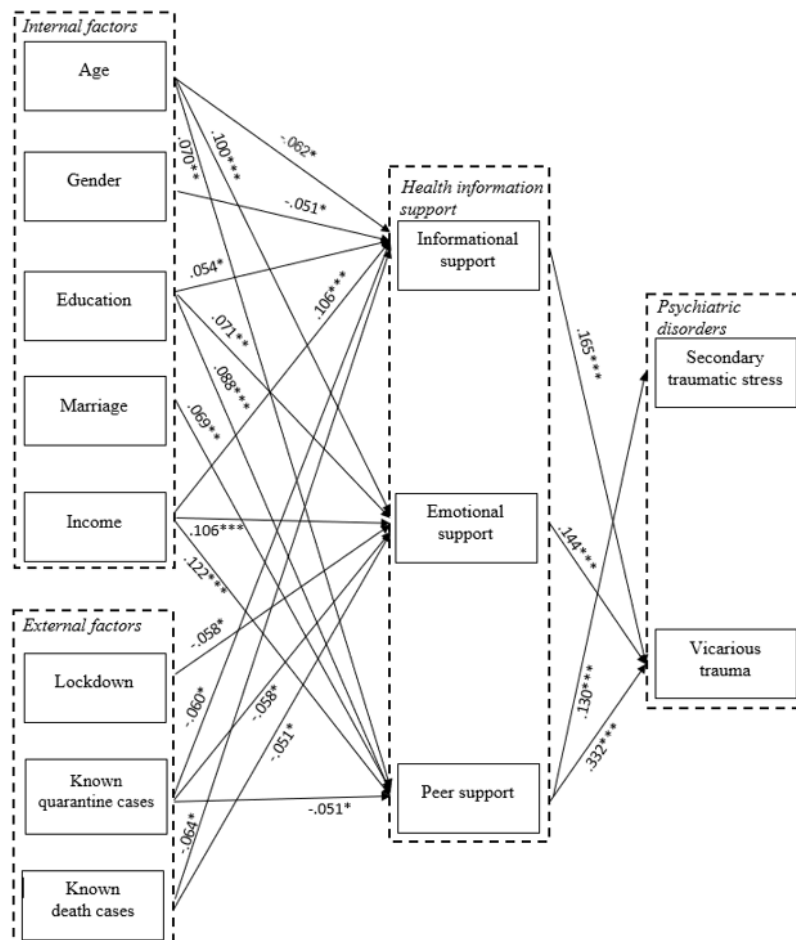 Internal factors
Age
Gender
Education
Marriage
Income
External factors
Lockdown
Known
quarantine cases
Known
death cases
-.062*
.100***
.070**
-.051*
.054*
.106***
.071**
.088***
.069**
.106***
.122***
-.058*
-.060*
-.058*
-.051*
-.051*
-.064*
Health information
support
Informational
support
Emotional
support
Peer support
.165***
.144***
.130***
.332***
Psychiatric
disorders
Secondary
traumatic stress
Vicarious
trauma